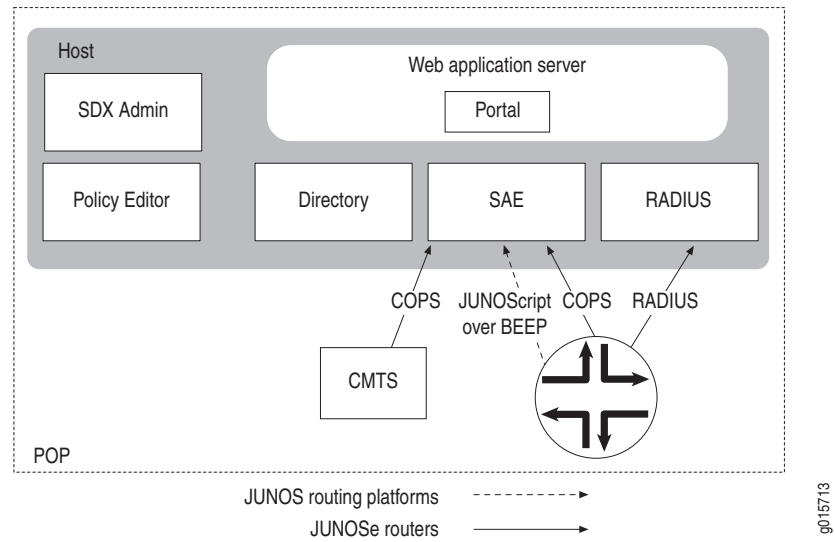 Host
Web application server
SDX Admin
Portal
Policy Editor
Directory
SAE
RADIUS
COPS
JUNOScript
over BEEP
COPS
RADIUS
CMTS
POP
JUNOS routing platforms
JUNOSe routers
g015713